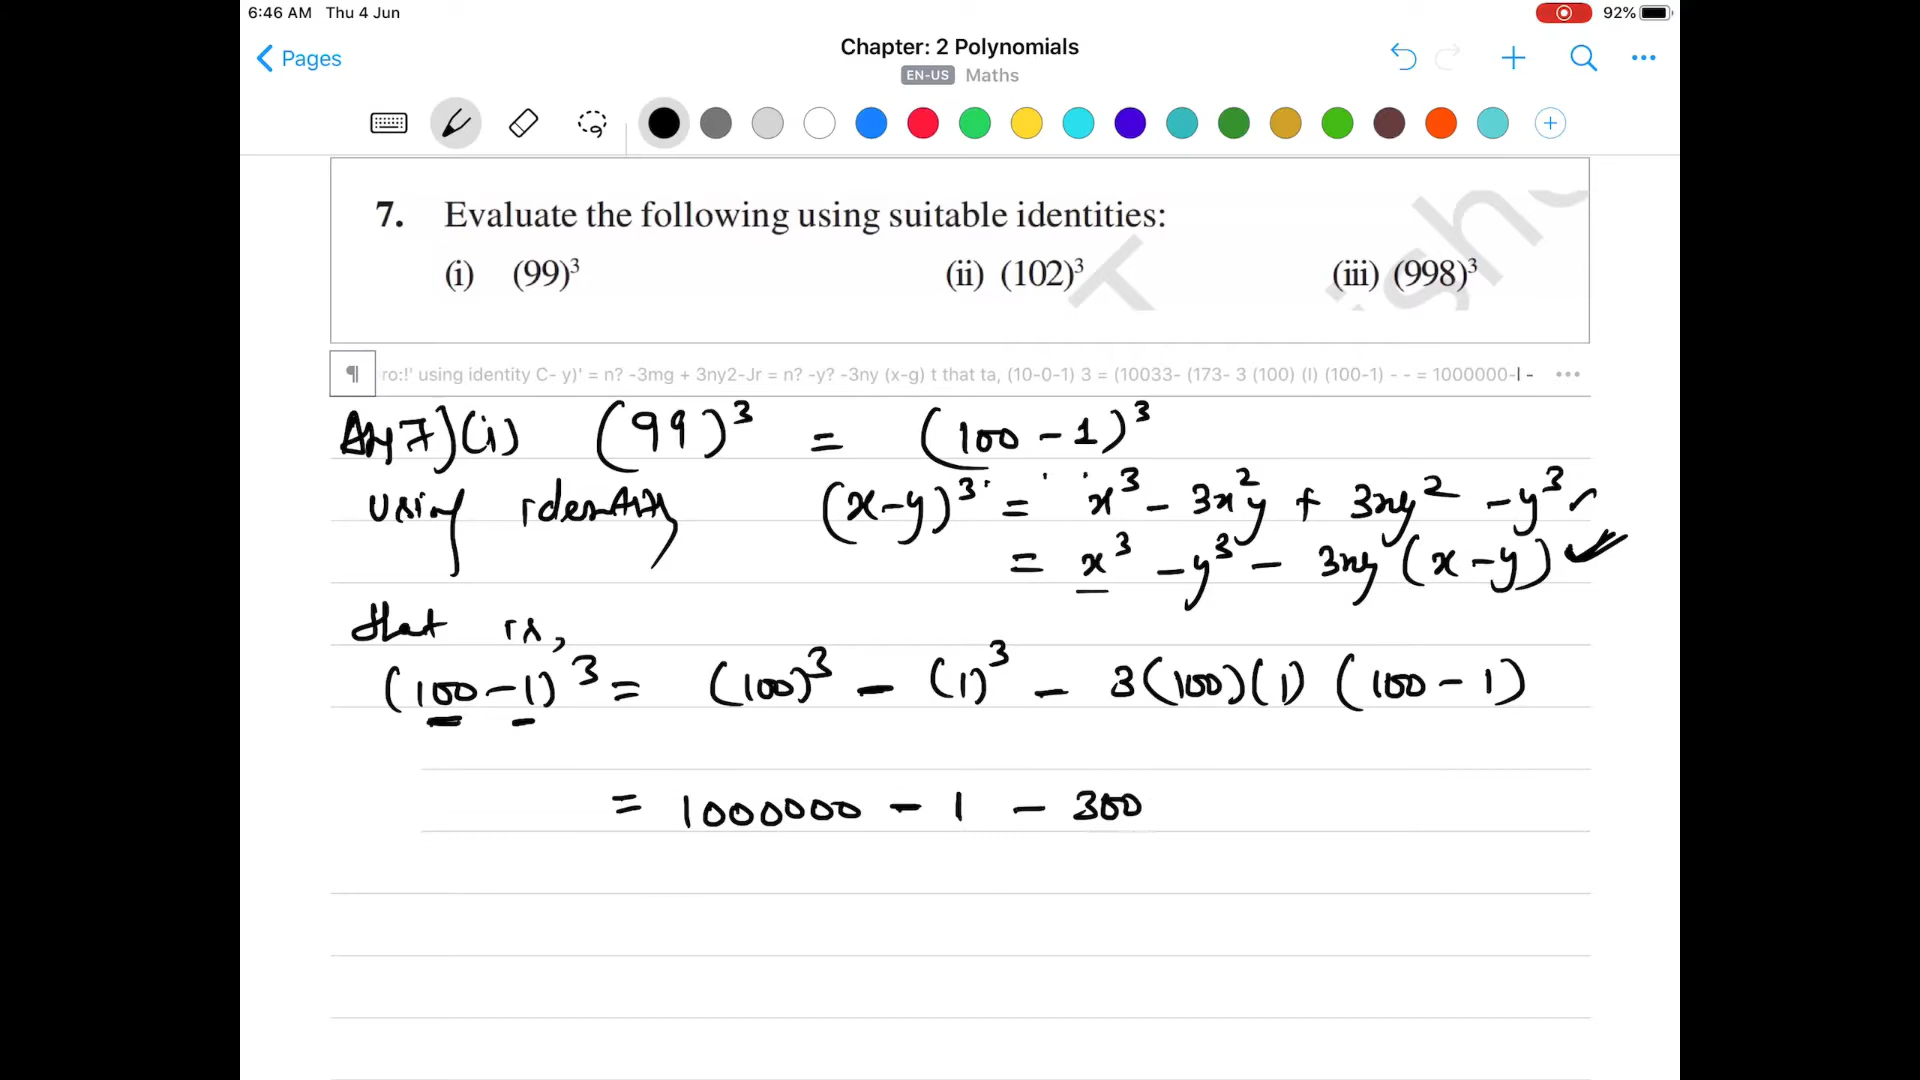 6:46 AM Thu 4 Jun 92%
Pages
Chapter: 2 Polynomials
EN-US Maths
7. Evaluate the following using suitable identities:
(i) (99)³ (ii) (102)³ (iii) (998)³
ro:!' using identity C- y)' = n? -3mg + 3ny2-Jr = n? -y? -3ny (x-g) t that ta, (10-0-1) 3 = (10033- (173- 3 (100) (I) (100-1) - - = 1000000-I -
Ans 7)(i) (99)³ = (100 - 1)³
using identity (x-y)³ = x³ - 3x²y + 3xy² - y³
= x³ - y³ - 3xy (x-y)
that is,
(100-1)³ = (100)³ - (1)³ - 3(100)(1) (100 - 1)
= 1000000 - 1 - 300